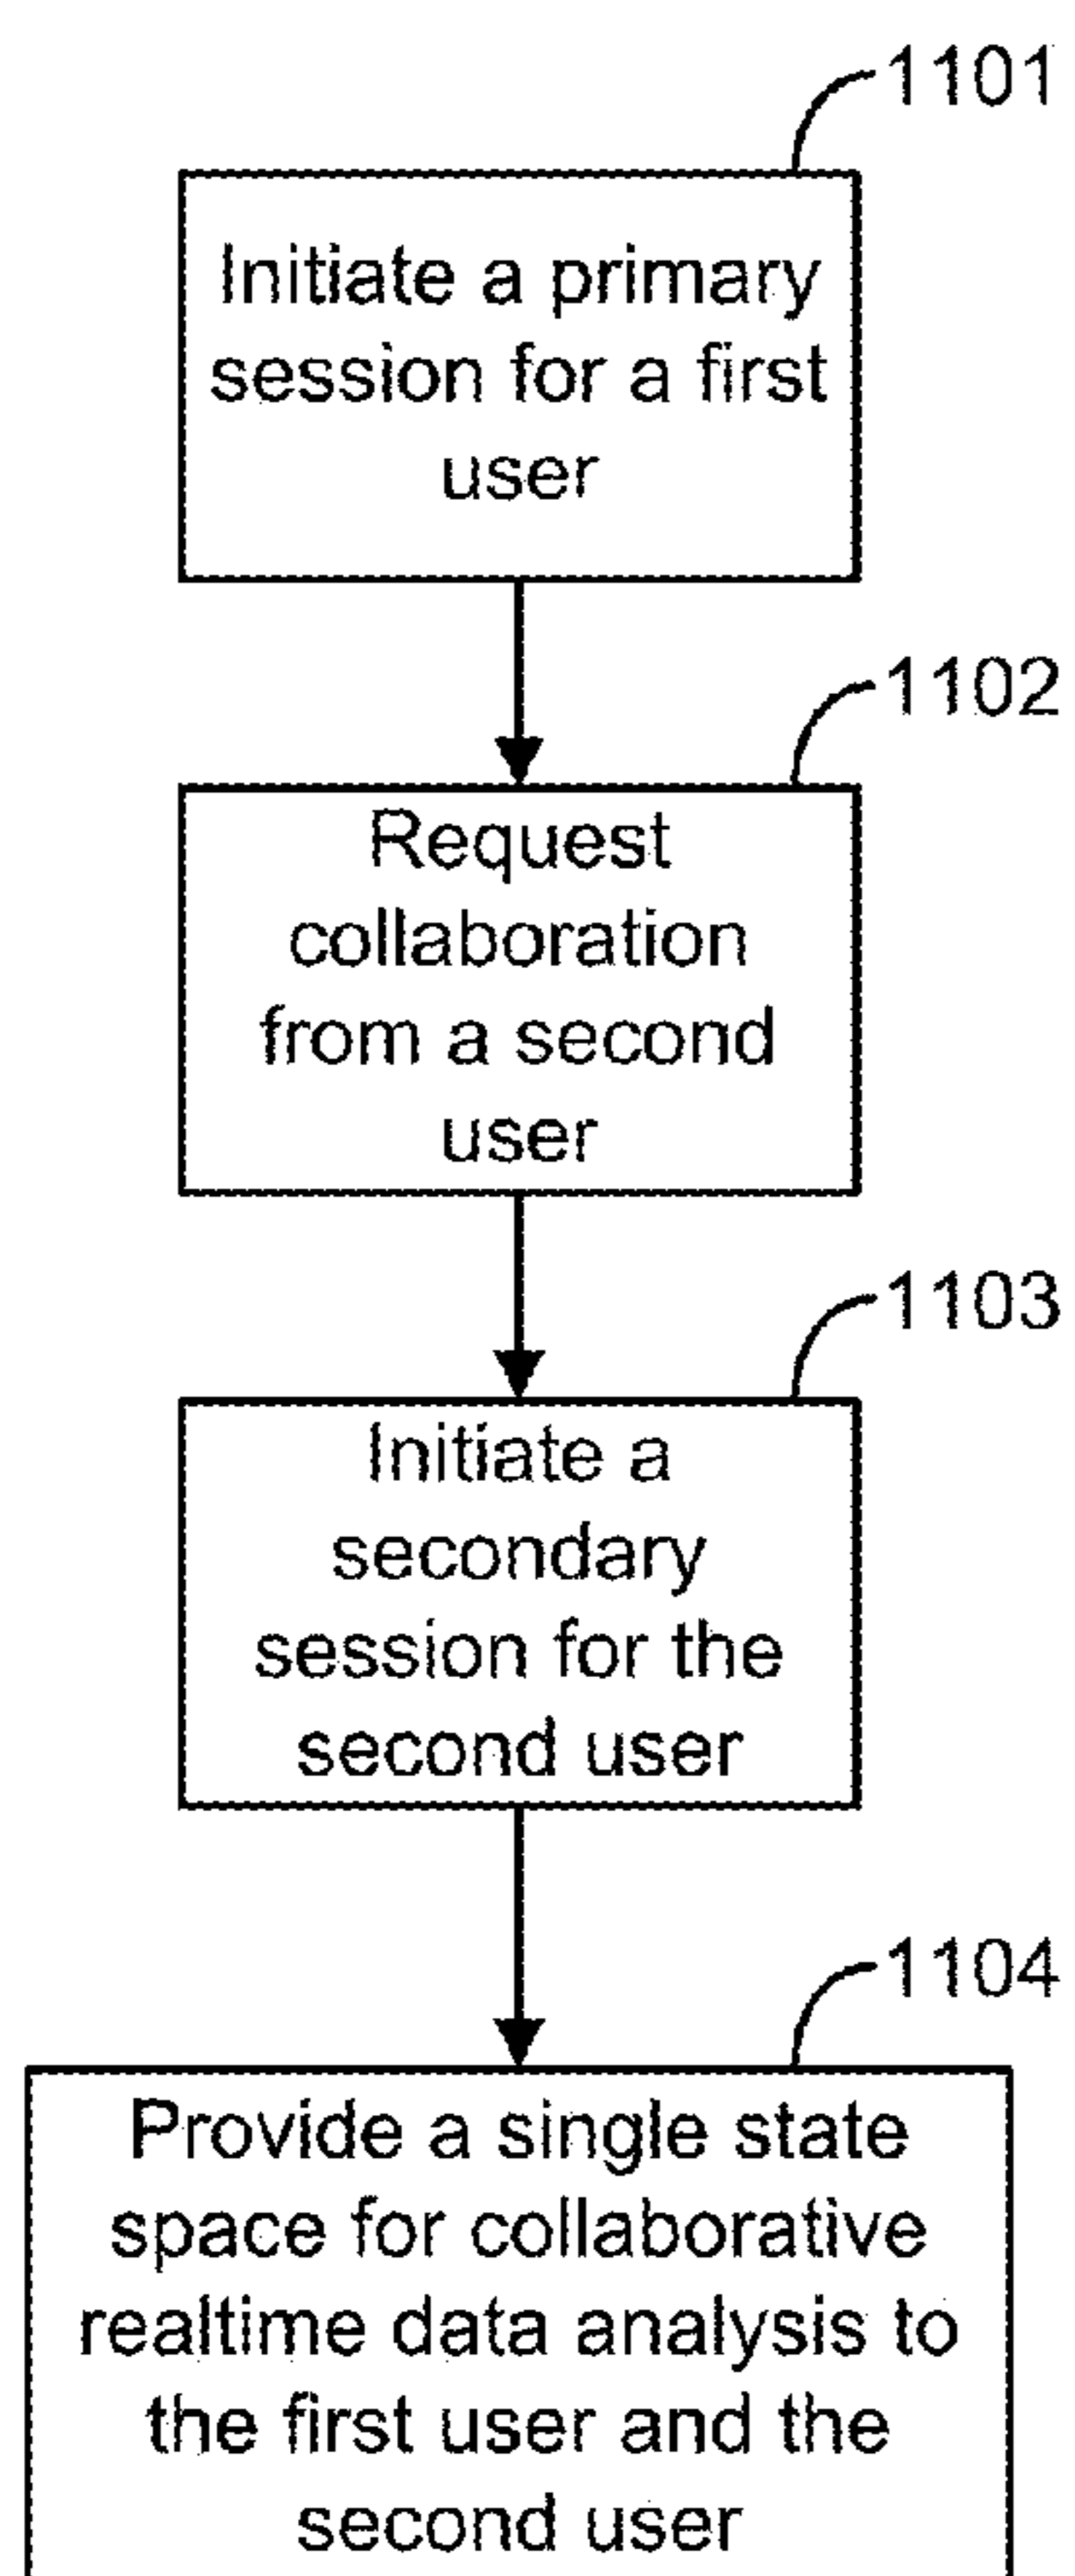 1101
Initiate a primary
session for a first
user
1102
Request
collaboration
from a second
user
1103
Initiate a
secondary
session for the
second user
1104
Provide a single state
space for collaborative
realtime data analysis to
the first user and the
second user